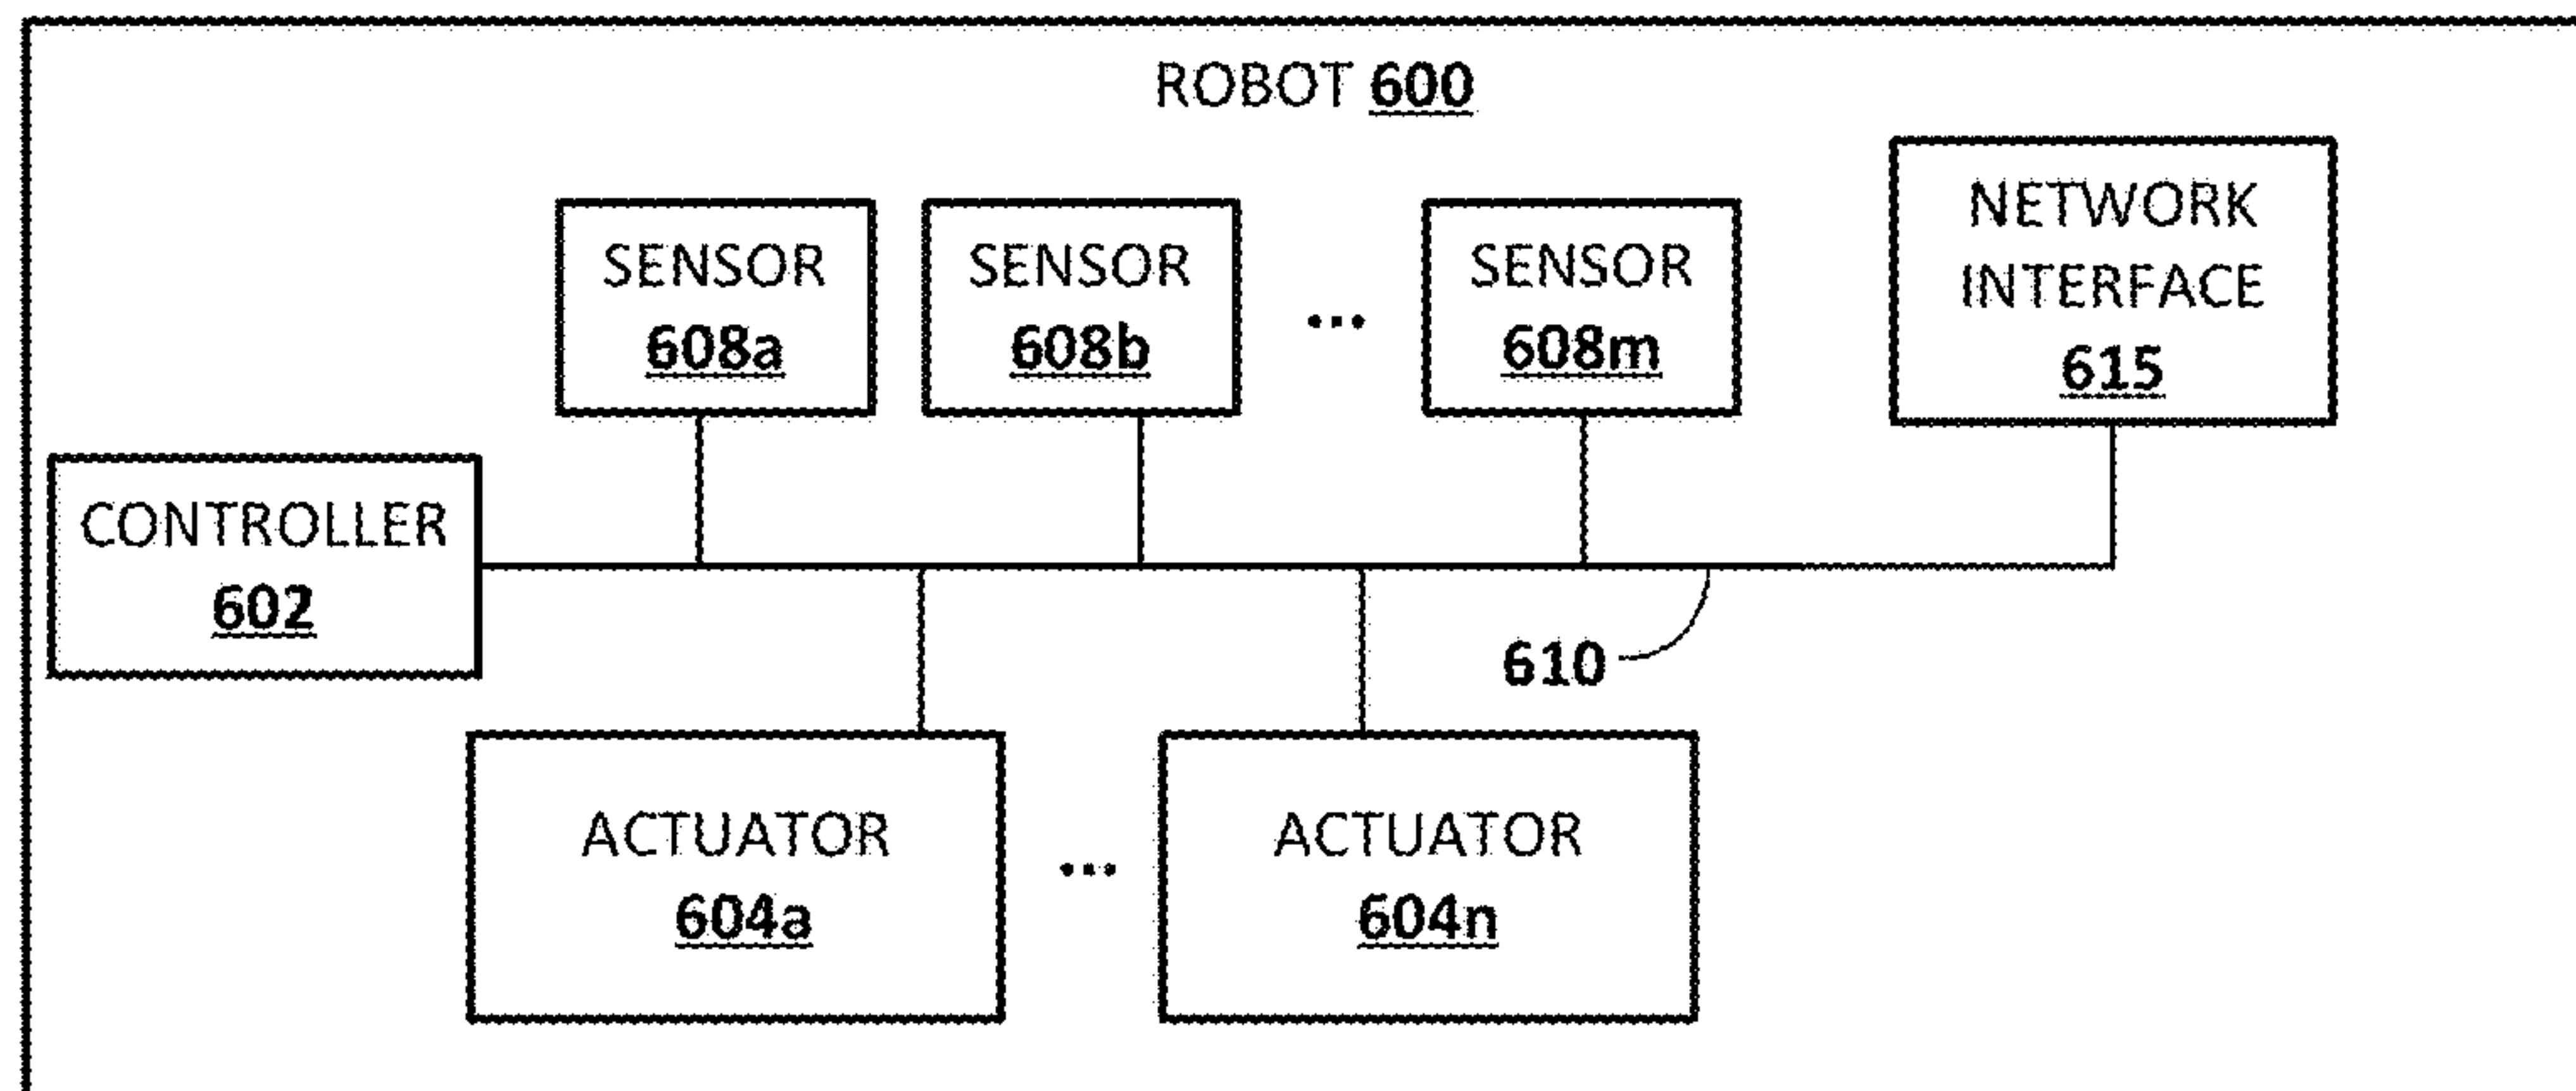 ROBOT 600
SENSOR
608a
SENSOR
608b
...
SENSOR
608m
NETWORK
INTERFACE
615
CONTROLLER
602
610
ACTUATOR
604a
...
ACTUATOR
604n